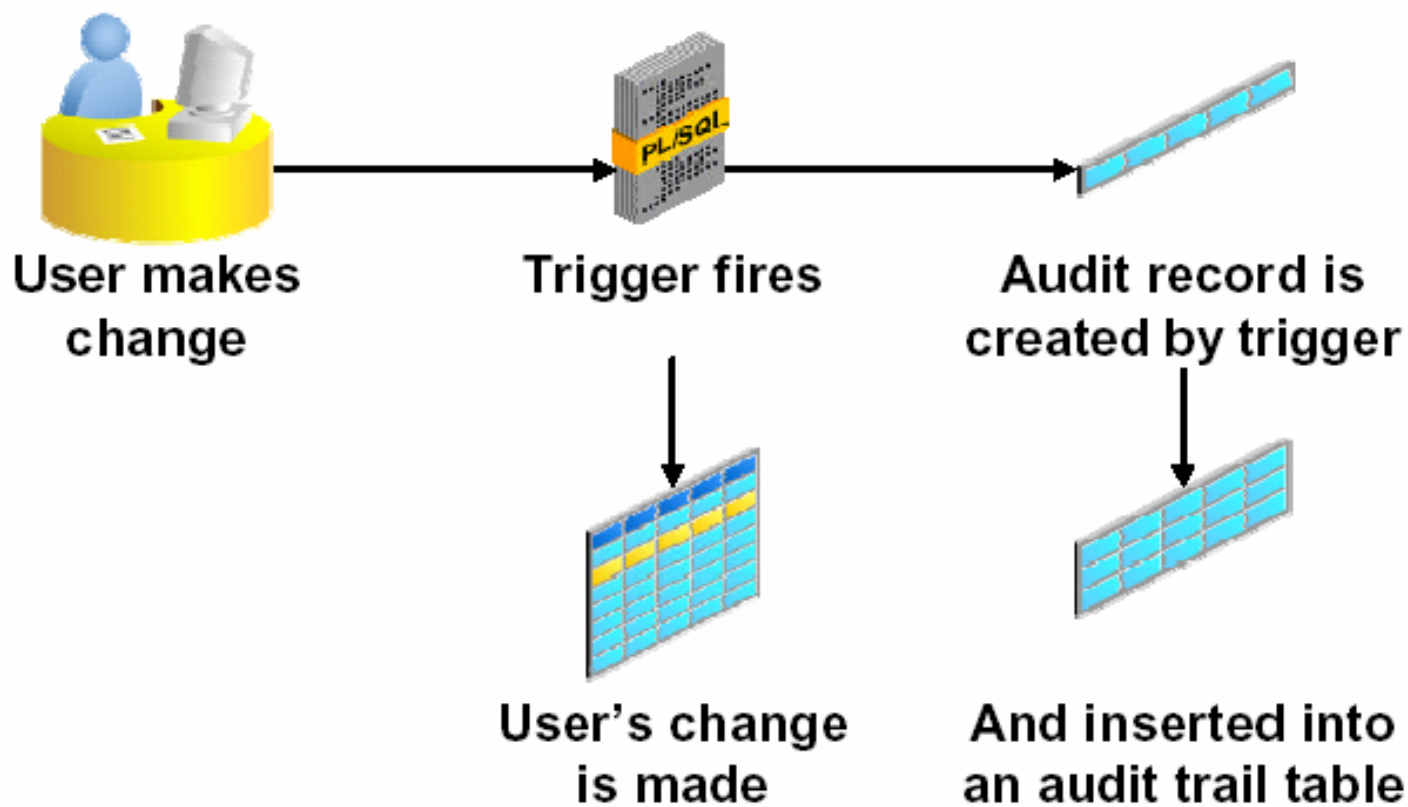 PL/SQL
User makes
change
Trigger fires
Audit record is
created by trigger
User's change
is made
And inserted into
an audit trail table